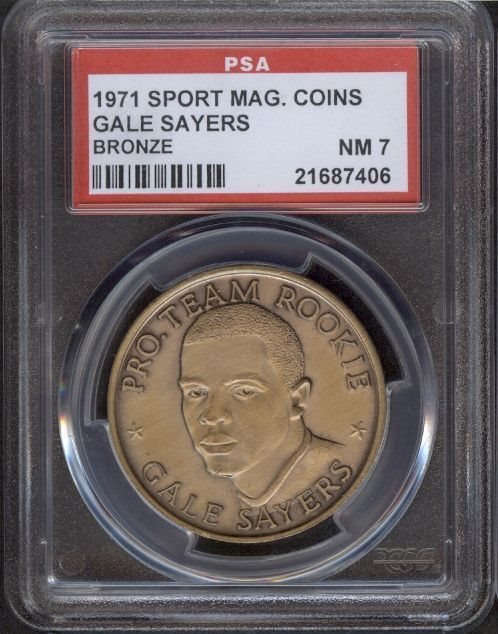 PSA
1971 SPORT MAG. COINS
GALE SAYERS
BRONZE NM 7
21687406
PRO. TEAM ROOKIE
GALE SAYERS